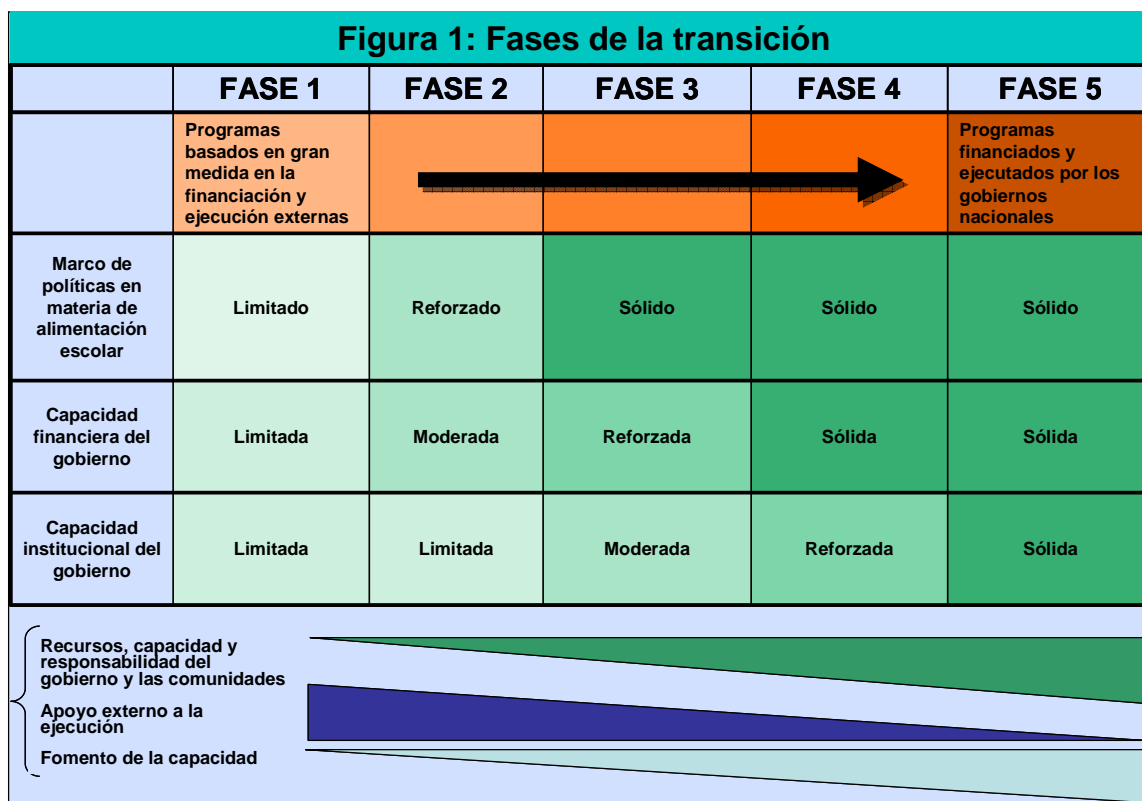 Figura 1: Fases de la transición
FASE 1 FASE 2 FASE 3 FASE 4 FASE 5
Programas
basados en gran
medida en la
financiación y
ejecución externas
Programas
financiados y
ejecutados por los
gobiernos
nacionales
Marco de
políticas en
materia de
alimentación
escolar
Limitado Reforzado Sólido Sólido Sólido
Capacidad
financiera del
gobierno
Limitada Moderada Reforzada Sólida Sólida
Capacidad
institucional del
gobierno
Limitada Limitada Moderada Reforzada Sólida
Recursos, capacidad y
responsabilidad del
gobierno y las comunidades
Apoyo externo a la
ejecución
Fomento de la capacidad